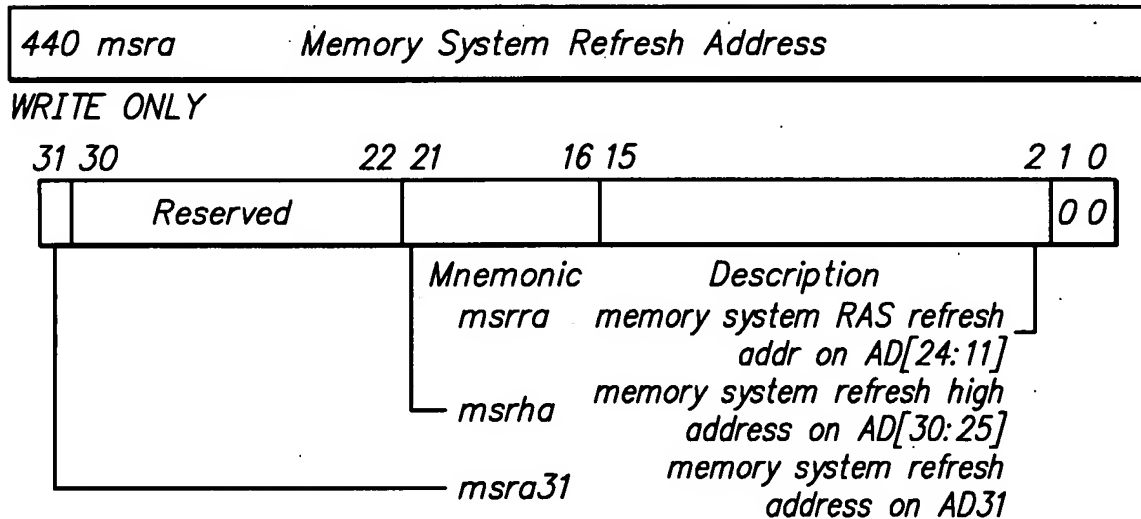 440 msra Memory System Refresh Address
WRITE ONLY
31 30 22 21 16 15 2 1 0
Reserved 0 0
Mnemonic Description
msrra memory system RAS refresh
addr on AD[24:11]
msrha memory system refresh high
address on AD[30:25]
msra31 memory system refresh
address on AD31